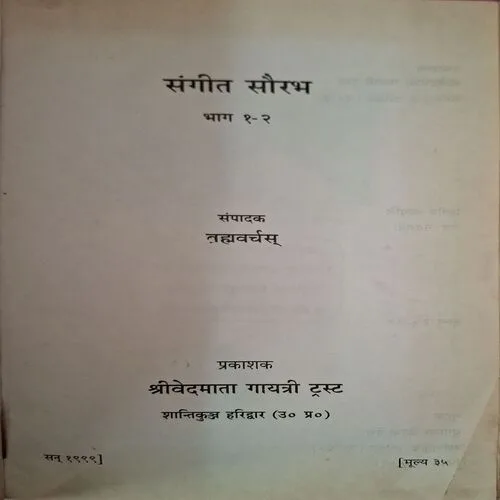 संगीत सौरभ
भाग १-२
संपादक
ब्रह्मवर्चस्
प्रकाशक
श्रीवेदमाता गायत्री ट्रस्ट
शान्तिकुञ्ज हरिद्वार (उ० प्र०)
सन् १९९९]
[मूल्य ३५